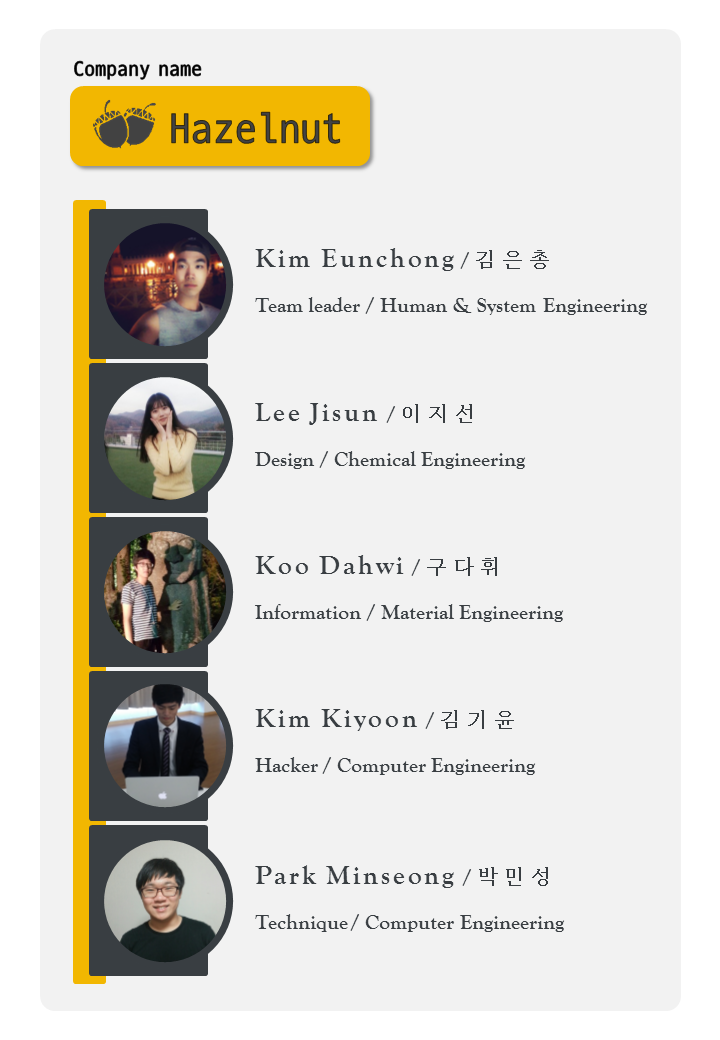 Company name
Hazelnut
Kim Eunchong / 김 은 총
Team leader / Human & System Engineering
Lee Jisun / 이 지 선
Design / Chemical Engineering
Koo Dahwi / 구 다 휘
Information / Material Engineering
Kim Kiyoon / 김 기 윤
Hacker / Computer Engineering
Park Minseong / 박 민 성
Technique/ Computer Engineering